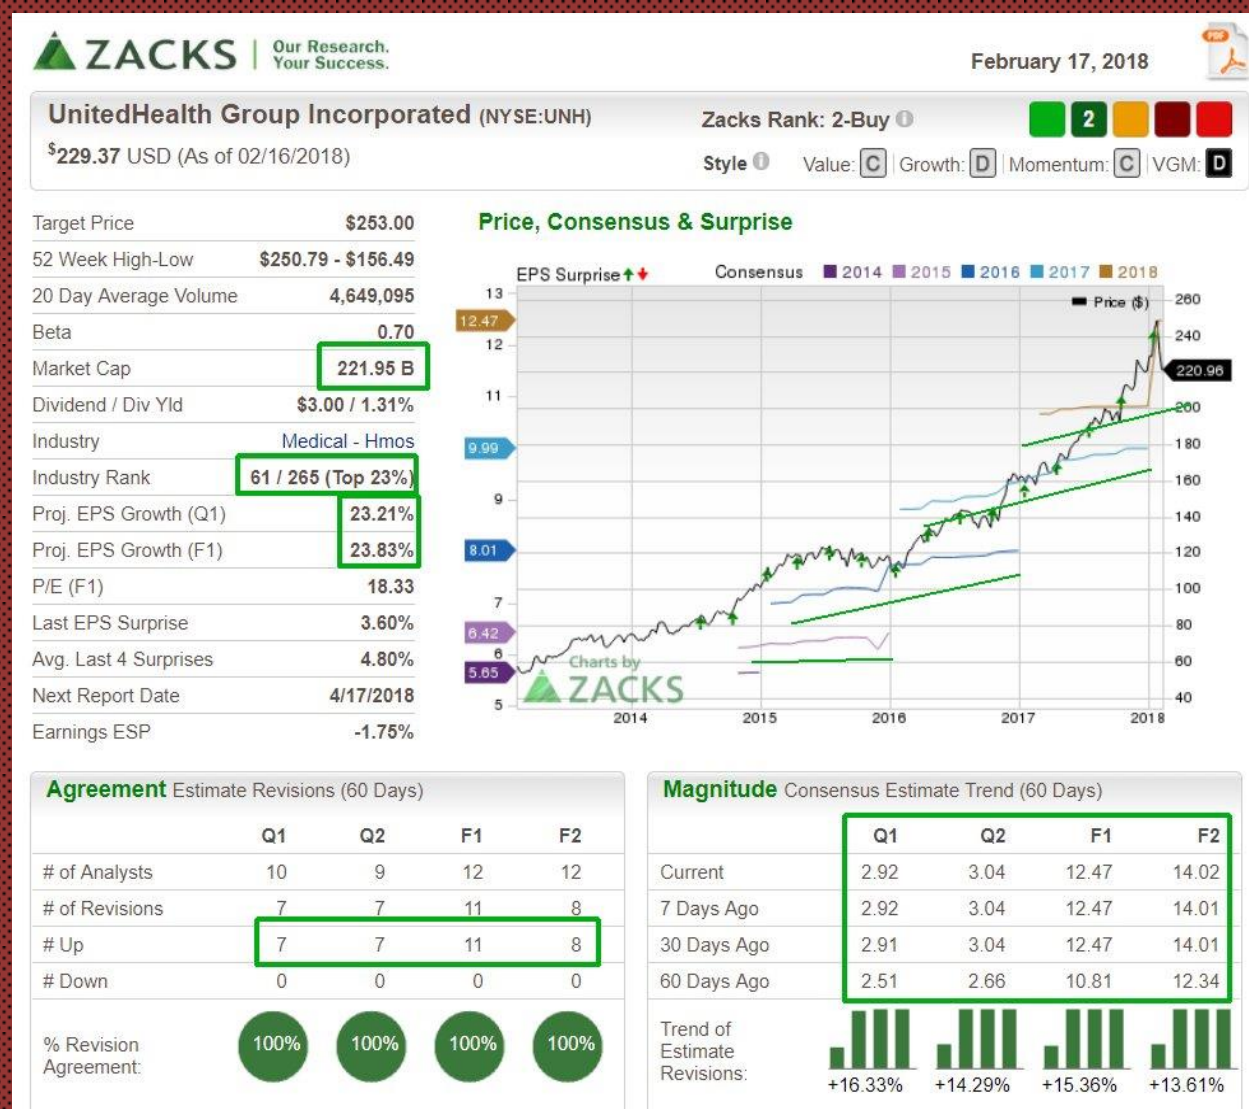 ZACKS
Our Research.
Your Success.
February 17, 2018
PDF
UnitedHealth Group Incorporated (NYSE:UNH)
$229.37 USD (As of 02/16/2018)
Zacks Rank: 2-Buy
2
Style Value: C Growth: D Momentum: C VGM: D
Target Price $253.00
52 Week High-Low $250.79 - $156.49
20 Day Average Volume 4,649,095
Beta 0.70
Market Cap 221.95 B
Dividend / Div Yld $3.00 / 1.31%
Industry Medical - Hmos
Industry Rank 61 / 265 (Top 23%)
Proj. EPS Growth (Q1) 23.21%
Proj. EPS Growth (F1) 23.83%
P/E (F1) 18.33
Last EPS Surprise 3.60%
Avg. Last 4 Surprises 4.80%
Next Report Date 4/17/2018
Earnings ESP -1.75%
Price, Consensus & Surprise
EPS Surprise Consensus 2014 2015 2016 2017 2018
Price ($)
13
12.47
12
11
9.99
9
8.01
7
6.42
6
5.65
5
260
240
220.96
200
180
160
140
120
100
80
60
40
Charts by
ZACKS
2014 2015 2016 2017 2018
Agreement Estimate Revisions (60 Days)
Q1 Q2 F1 F2
# of Analysts 10 9 12 12
# of Revisions 7 7 11 8
# Up 7 7 11 8
# Down 0 0 0 0
% Revision
Agreement:
100% 100% 100% 100%
Magnitude Consensus Estimate Trend (60 Days)
Q1 Q2 F1 F2
Current 2.92 3.04 12.47 14.02
7 Days Ago 2.92 3.04 12.47 14.01
30 Days Ago 2.91 3.04 12.47 14.01
60 Days Ago 2.51 2.66 10.81 12.34
Trend of
Estimate
Revisions:
+16.33% +14.29% +15.36% +13.61%